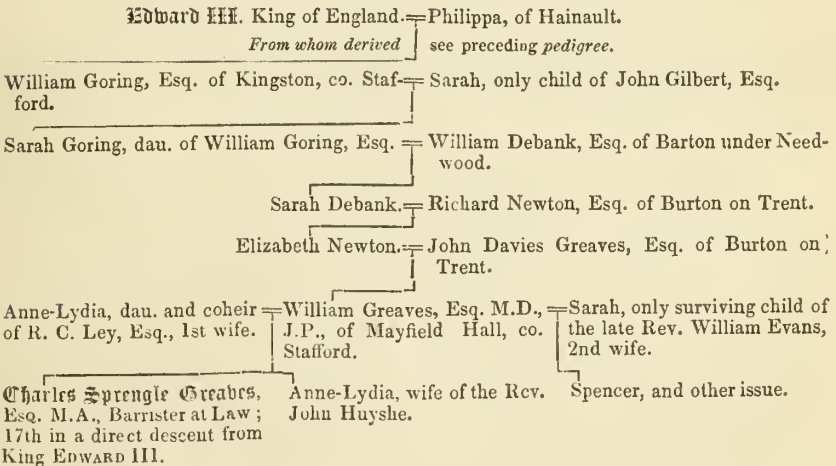 Edward III. King of England.=Philippa, of Hainault.
From whom derived see preceding pedigree.
William Goring, Esq. of Kingston, co. Staf-=Sarah, only child of John Gilbert, Esq.
ford.
Sarah Goring, dau. of William Goring, Esq. =William Debank, Esq. of Barton under Need-
wood.
Sarah Debank.=Richard Newton, Esq. of Burton on Trent.
Elizabeth Newton.=John Davies Greaves, Esq. of Burton on
Trent.
Anne-Lydia, dau. and coheir
of R. C. Ley, Esq., 1st wife.
=William Greaves, Esq. M.D.,
J.P., of Mayfield Hall, co.
Stafford.
=Sarah, only surviving child of
the late Rev. William Evans,
2nd wife.
Charles Sprengle Greaves,
Esq. M.A., Barrister at Law;
17th in a direct descent from
King EDWARD III.
Anne-Lydia, wife of the Rev.
John Huyshe.
Spencer, and other issue.